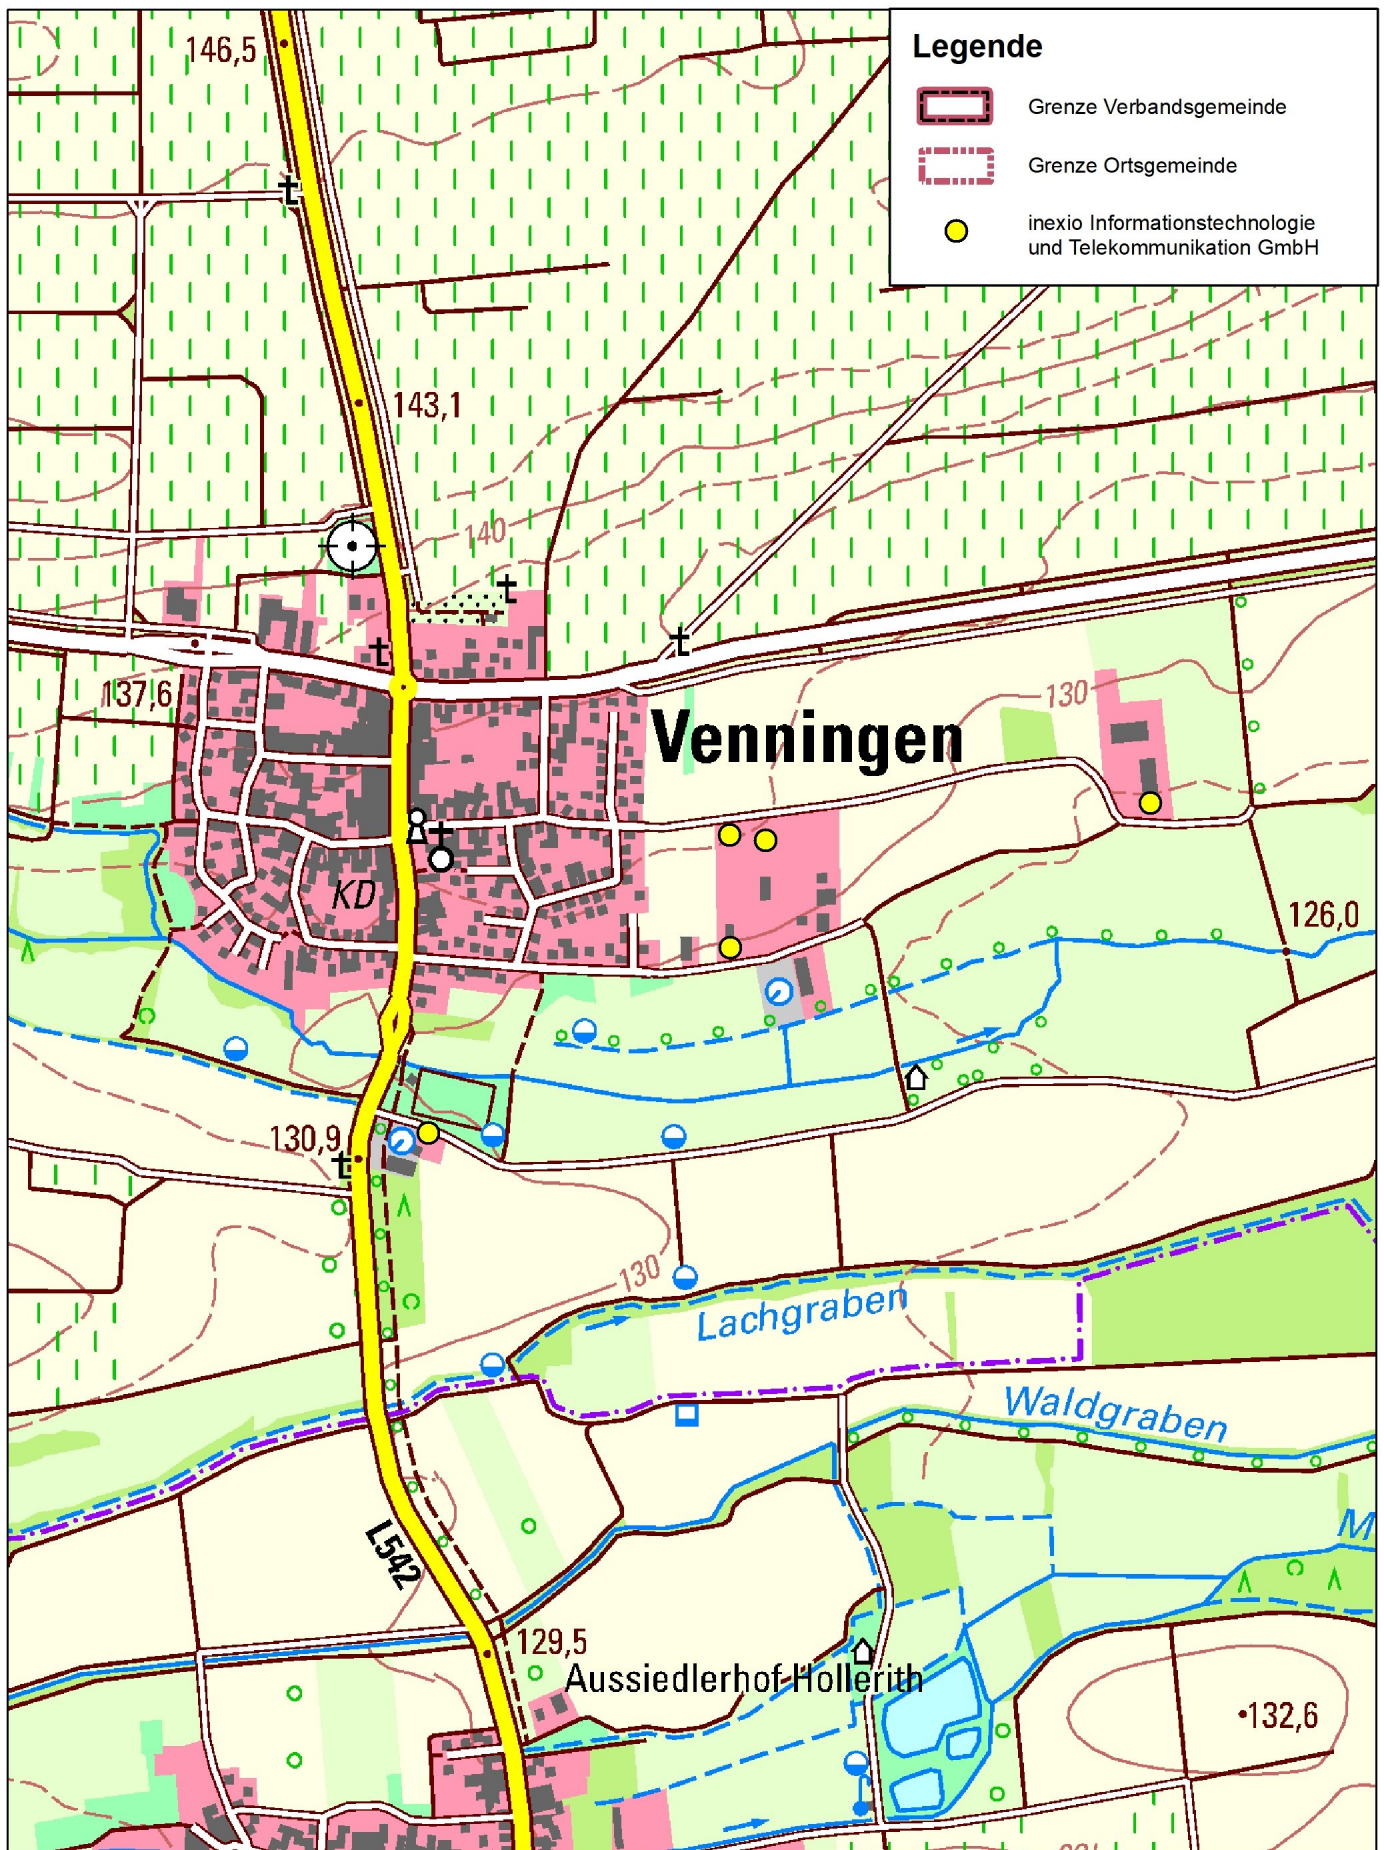 146,5
Legende
Grenze Verbandsgemeinde
Grenze Ortsgemeinde
inexio Informationstechnologie
und Telekommunikation GmbH
143,1
140
137,6
130
Venningen
KD
126,0
130,9
130
Lachgraben
Waldgraben
L542
M
129,5
Aussiedlerhof Hollerith
132,6